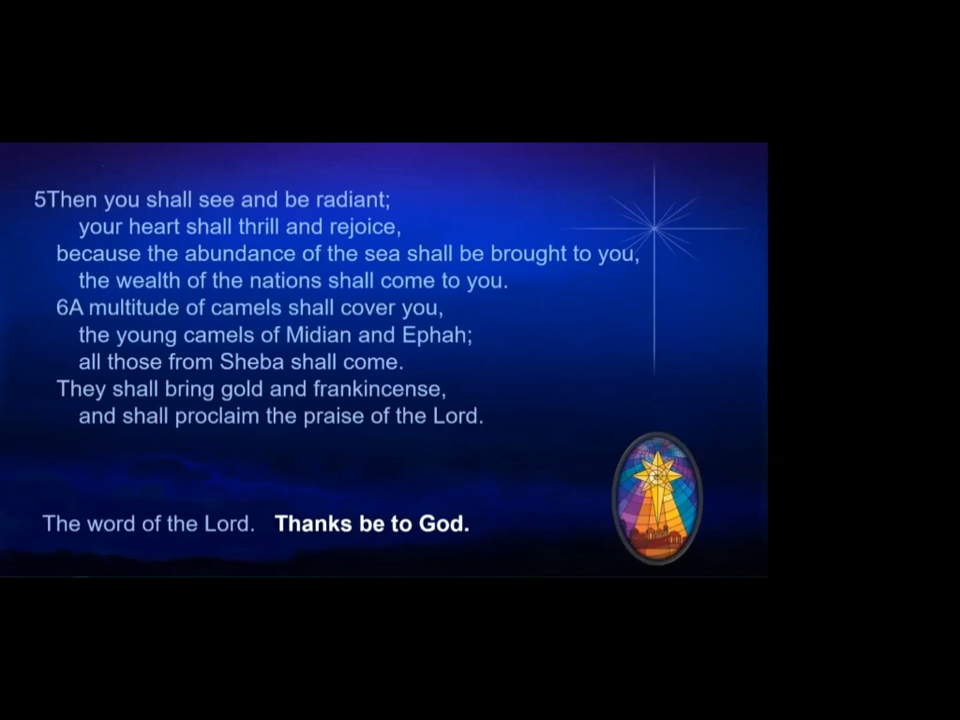 5Then you shall see and be radiant;
your heart shall thrill and rejoice,
because the abundance of the sea shall be brought to you,
the wealth of the nations shall come to you.
6A multitude of camels shall cover you,
the young camels of Midian and Ephah;
all those from Sheba shall come.
They shall bring gold and frankincense,
and shall proclaim the praise of the Lord.
The word of the Lord. Thanks be to God.